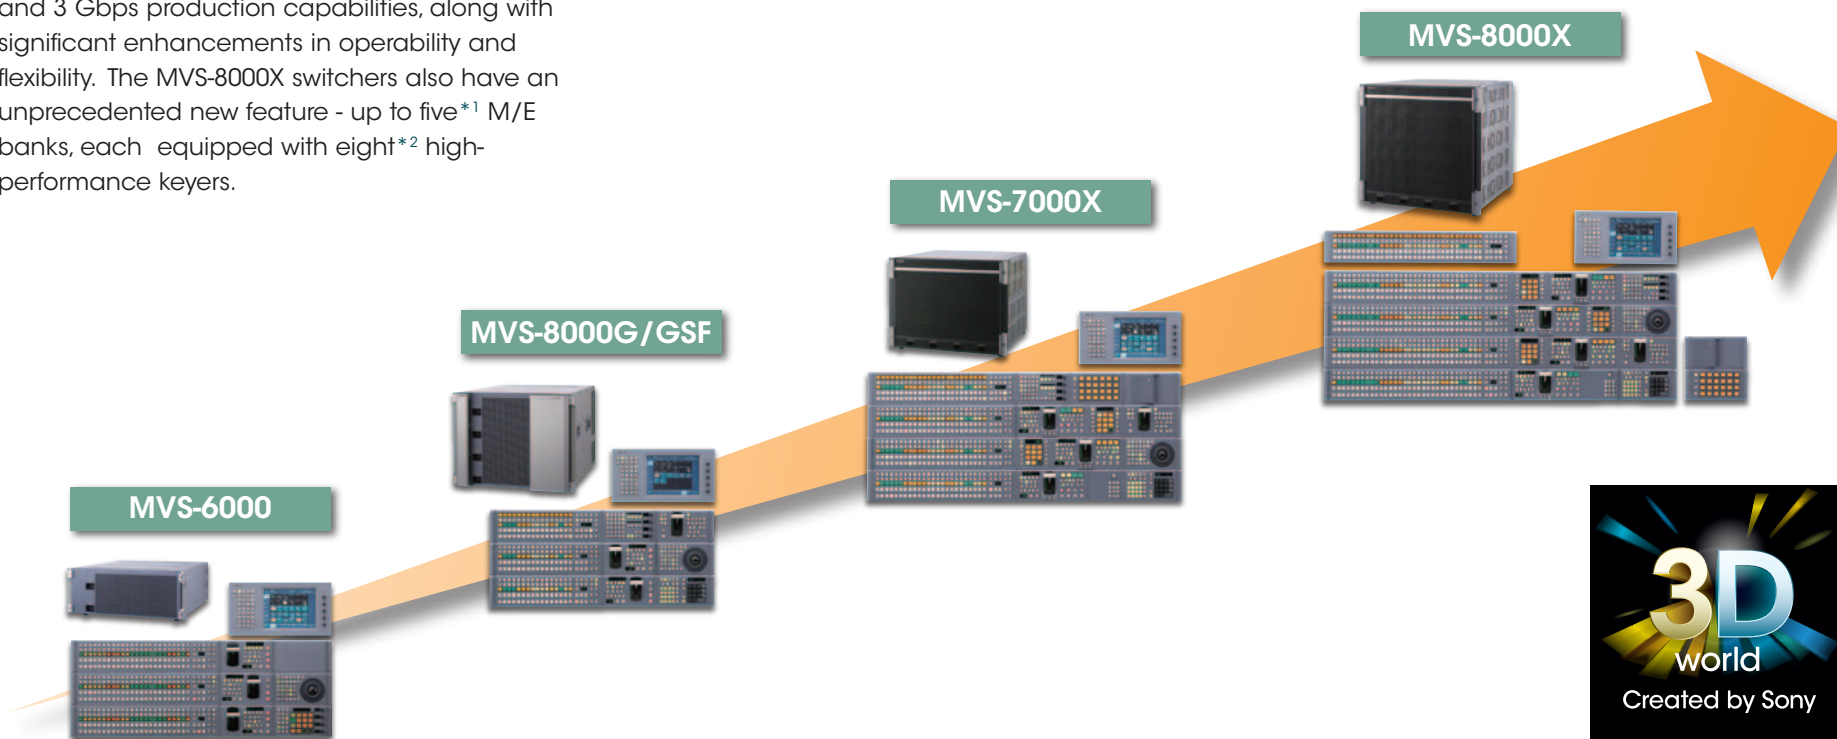 and 3 Gbps production capabilities, along with
significant enhancements in operability and
flexibility. The MVS-8000X switchers also have an
unprecedented new feature - up to five*1 M/E
banks, each equipped with eight*2 high-
performance keyers.
MVS-8000X
MVS-7000X
MVS-8000G/GSF
MVS-6000
3D
world
Created by Sony